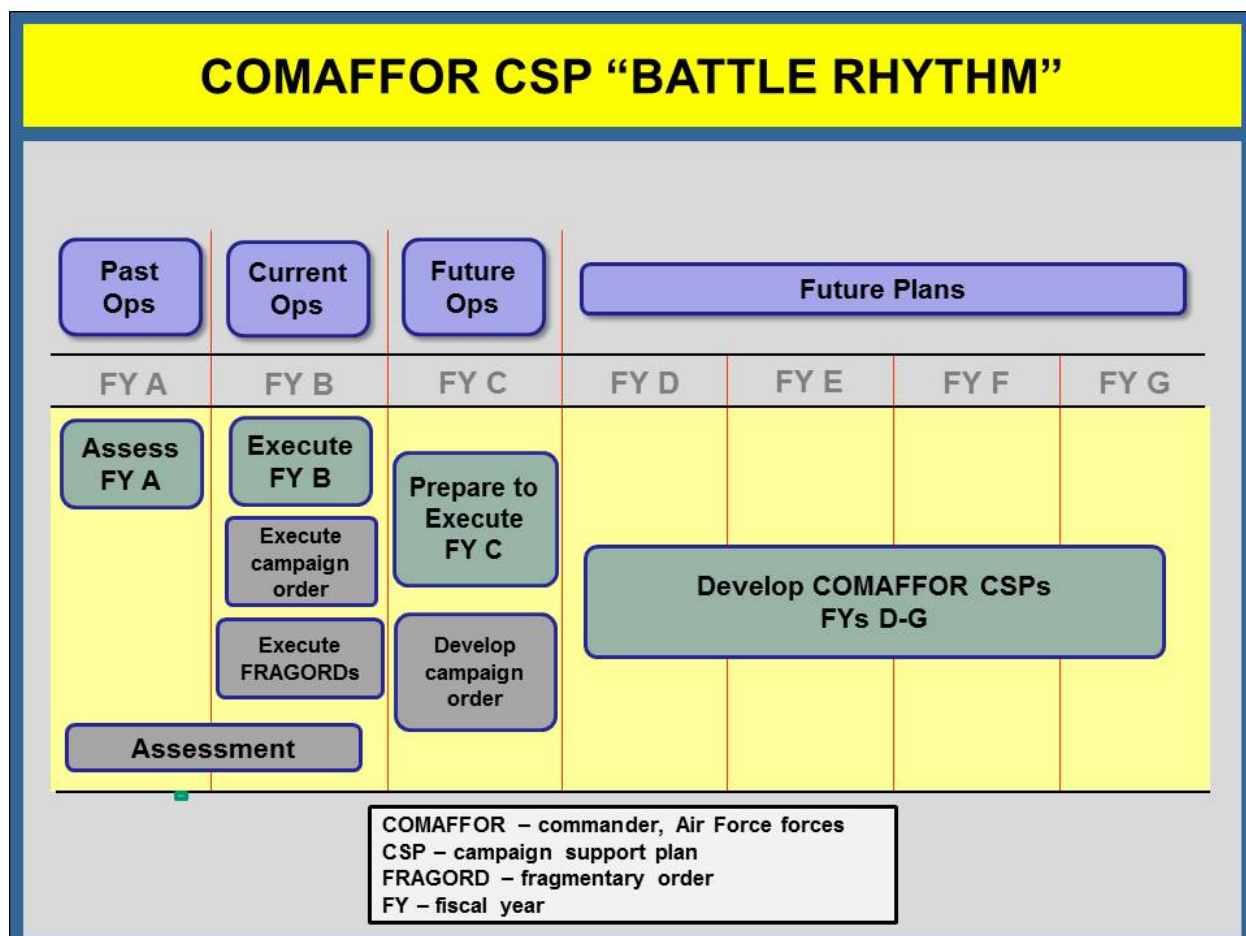 COMAFFOR CSP “BATTLE RHYTHM”
Past
Ops
Current
Ops
Future
Ops
Future Plans
FY A
FY B
FY C
FY D
FY E
FY F
FY G
Assess
FY A
Execute
FY B
Execute
campaign
order
Execute
FRAGORDs
Prepare to
Execute
FY C
Develop
campaign
order
Develop COMAFFOR CSPs
FYs D-G
Assessment
COMAFFOR – commander, Air Force forces
CSP – campaign support plan
FRAGORD – fragmentary order
FY – fiscal year